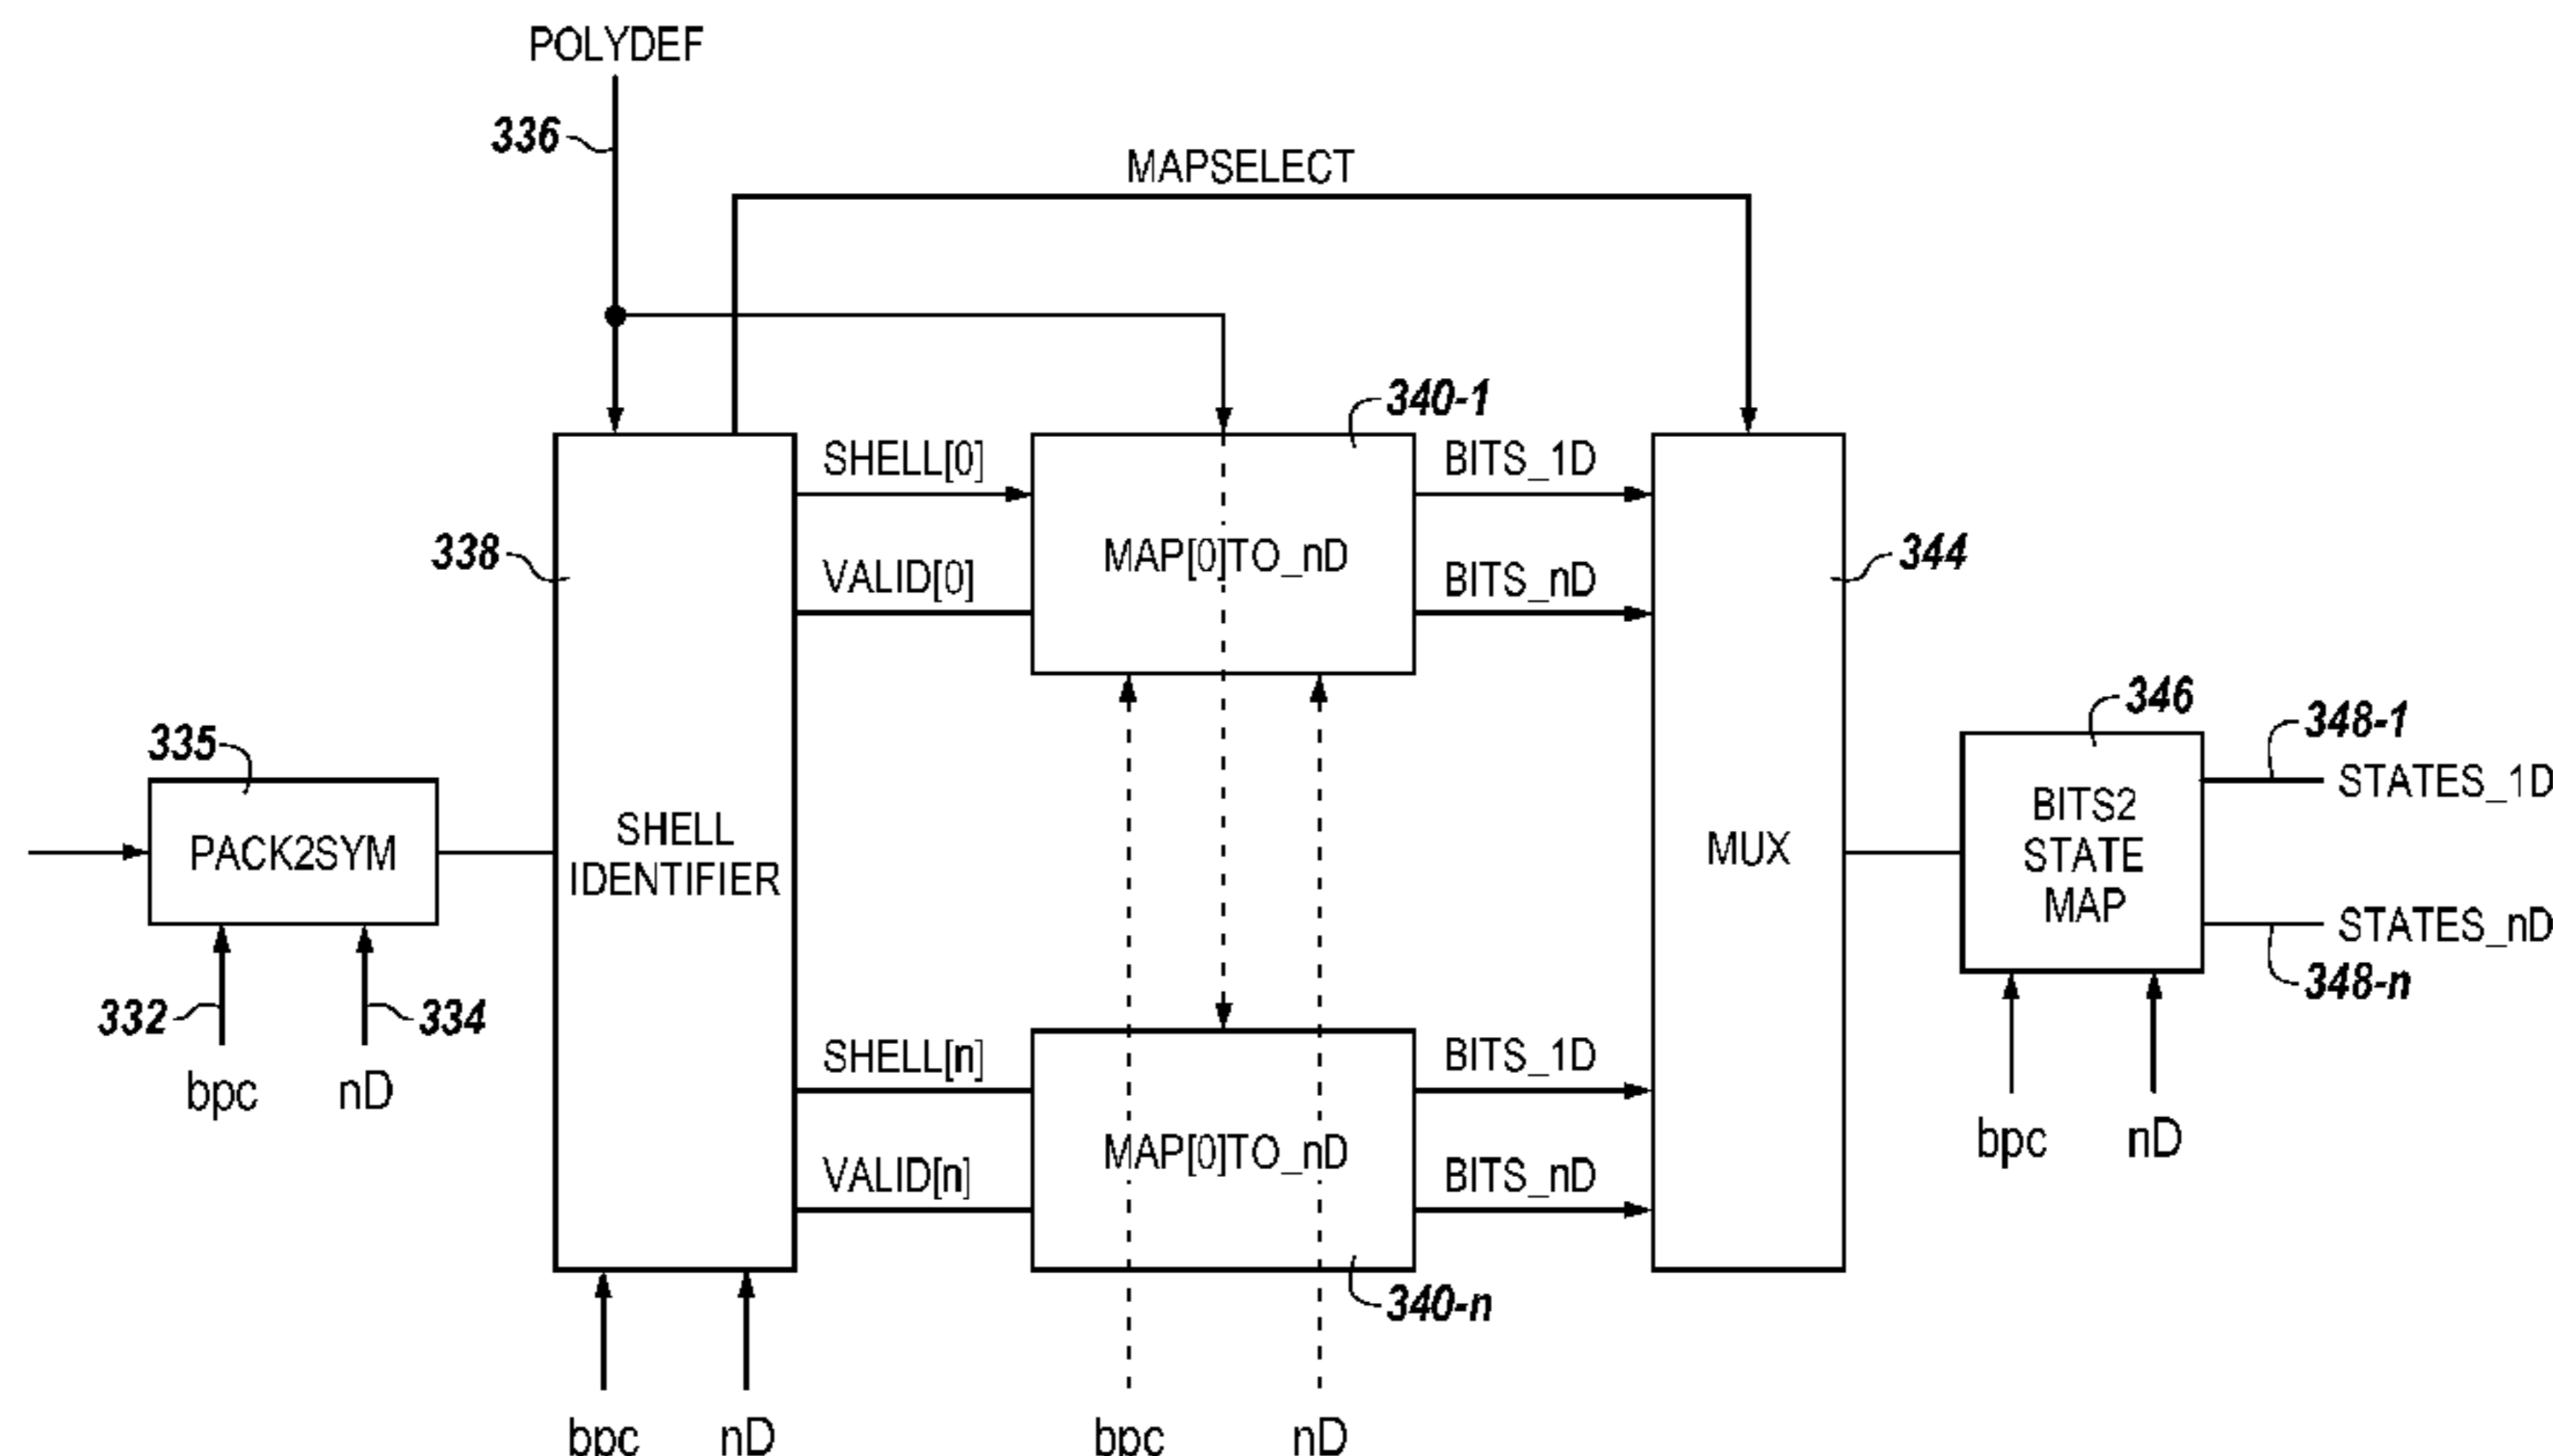 POLYDEF
336
MAPSELECT
340-1
SHELL[0]
BITS_1D
338
MAP[0]TO_nD
344
VALID[0]
BITS_nD
346
348-1
335
STATES_1D
PACK2SYM
SHELL
IDENTIFIER
MUX
BITS2
STATE
MAP
STATES_nD
348-n
332
334
bpc
nD
SHELL[n]
BITS_1D
MAP[0]TO_nD
bpc
nD
VALID[n]
BITS_nD
340-n
bpc
nD
bpc
nD